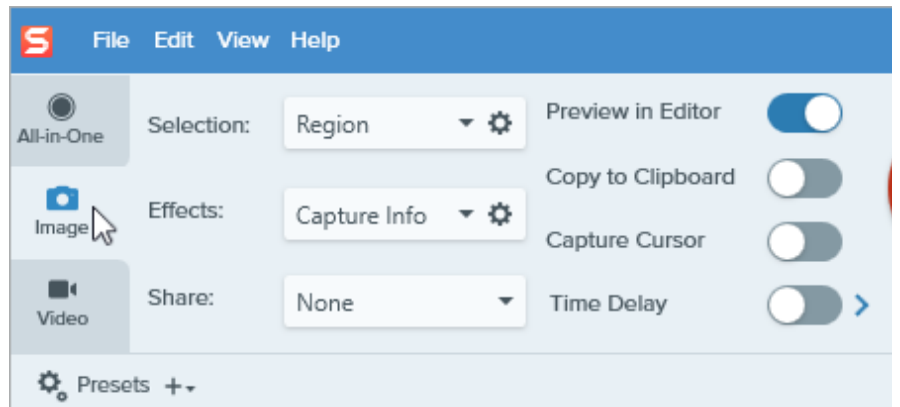 File Edit View Help
All-in-One
Image
Video
Selection: Region
Effects: Capture Info
Share: None
Preview in Editor
Copy to Clipboard
Capture Cursor
Time Delay
Presets